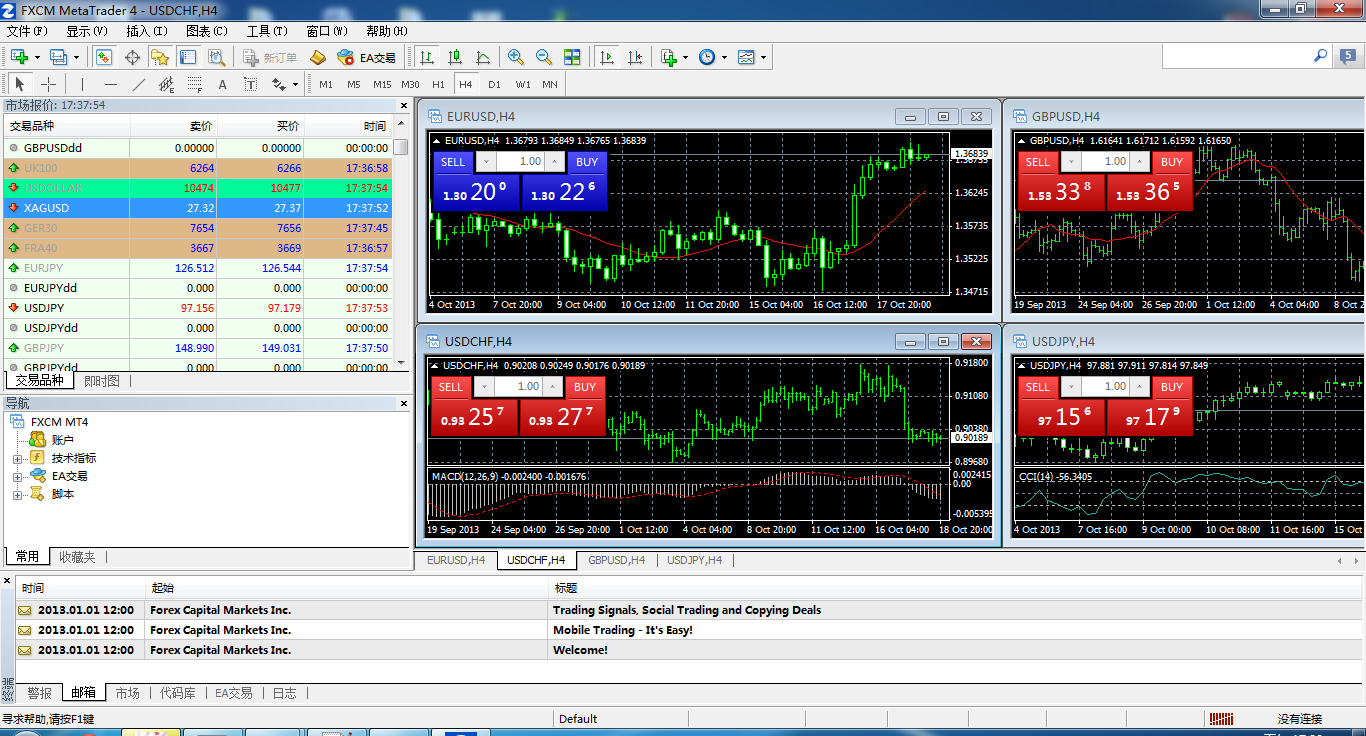 FXCM MetaTrader 4 - USDCHF,H4
文件(F) 显示(V) 插入(I) 图表(C) 工具(T) 窗口(W) 帮助(H)
新订单 EA交易 5
A T M1 M5 M15 M30 H1 H4 D1 W1 MN
市场报价: 17:37:54
交易品种 卖价 买价 时间
GBPUSDdd 0.00000 0.00000 00:00:00
UK100 6264 6266 17:36:58
USDOLLAR 10474 10477 17:37:54
XAGUSD 27.32 27.37 17:37:52
GER30 7654 7656 17:37:45
FRA40 3667 3669 17:36:57
EURJPY 126.512 126.544 17:37:54
EURJPYdd 0.000 0.000 00:00:00
USDJPY 97.156 97.179 17:37:53
USDJPYdd 0.000 0.000 00:00:00
GBPJPY 148.990 149.031 17:37:50
GBPJPYdd 0.000 0.000 00:00:00
交易品种 即时图
导航
FXCM MT4
账户
技术指标
EA交易
脚本
常用 收藏夹
EURUSD,H4
EURUSD,H4 1.36793 1.36849 1.36765 1.36839
SELL 1.00 BUY
1.30 20 0 1.30 22 6
1.36839
1.36755
1.36245
1.35735
1.35225
1.34715
4 Oct 2013 7 Oct 20:00 9 Oct 04:00 10 Oct 12:00 11 Oct 20:00 15 Oct 04:00 16 Oct 12:00 17 Oct 20:00
GBPUSD,H4
GBPUSD,H4 1.61641 1.61712 1.61592 1.61650
SELL 1.00 BUY
1.53 33 8 1.53 36 5
19 Sep 2013 24 Sep 04:00 26 Sep 20:00 1 Oct 12:00 4 Oct 04:00 8 Oct 2
USDCHF,H4
USDCHF,H4 0.90208 0.90249 0.90176 0.90189
SELL 1.00 BUY
0.93 25 7 0.93 27 7
0.91800
0.91080
0.90380
0.90189
0.89680
MACD(12,26,9) -0.002400 -0.001676
0.002415
0.00
-0.005395
19 Sep 2013 24 Sep 04:00 26 Sep 20:00 1 Oct 12:00 4 Oct 04:00 8 Oct 20:00 11 Oct 12:00 16 Oct 04:00 18 Oct 20:00
USDJPY,H4
USDJPY,H4 97.881 97.911 97.814 97.849
SELL 1.00 BUY
97 15 6 97 17 9
CCI(14) -56.3405
4 Oct 2013 7 Oct 16:00 9 Oct 00:00 10 Oct 08:00 11 Oct 16:00 15 Oct
EURUSD,H4 USDCHF,H4 GBPUSD,H4 USDJPY,H4
时间 起始 标题
2013.01.01 12:00 Forex Capital Markets Inc. Trading Signals, Social Trading and Copying Deals
2013.01.01 12:00 Forex Capital Markets Inc. Mobile Trading - It's Easy!
2013.01.01 12:00 Forex Capital Markets Inc. Welcome!
警报 邮箱 市场 代码库 EA交易 日志
寻求帮助,请按F1键 Default 没有连接